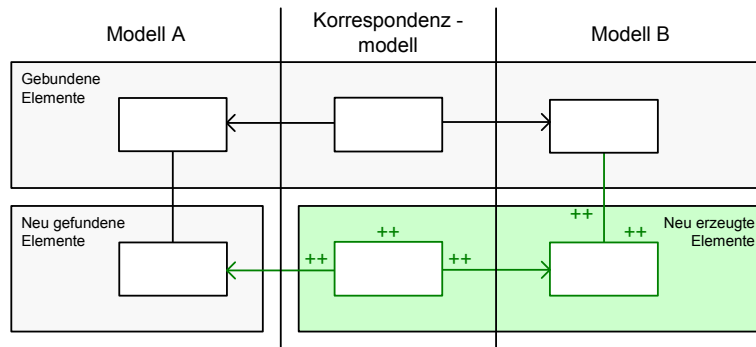 Modell A
Korrespondenz -
modell
Modell B
Gebundene
Elemente
Neu gefundene
Elemente
++
++
++
++
++
Neu erzeugte
Elemente